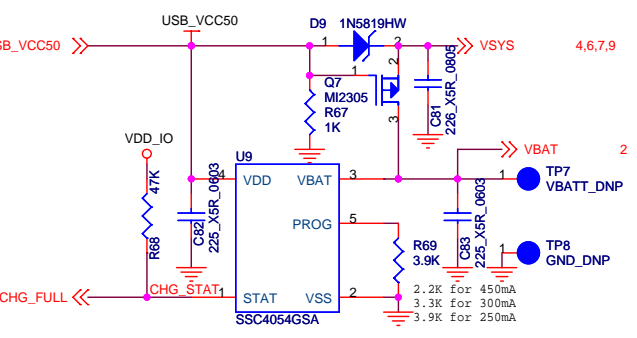 USB_VCC50
D9 1N5819HW
SB_VCC50
1
2
VSYS
4,6,7,9
1
2
Q7
MI2305
R67
1K
3
C81
226_X5R_0805
VDD_IO
VBAT
2
U9
47K
R68
4
VDD
VBAT
3
1
TP7
VBATT_DNP
C82
225_X5R_0603
PROG
5
C83
225_X5R_0603
R69
3.9K
1
TP8
GND_DNP
CHG_FULL
CHG_STAT
1
STAT
VSS
2
2.2K for 450mA
3.3K for 300mA
3.9K for 250mA
SSC4054GSA